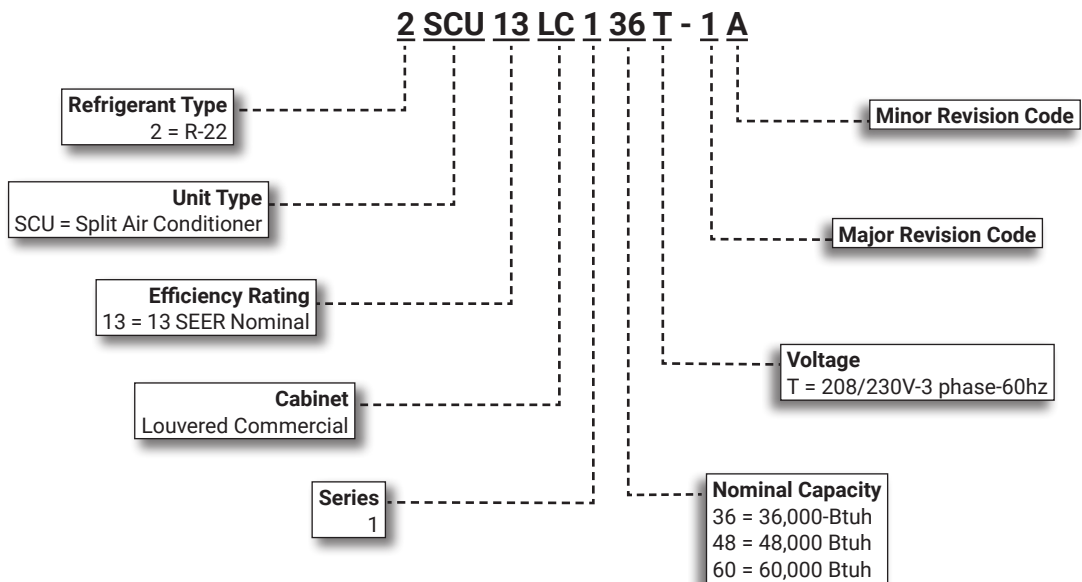 2 SCU 13 LC 1 36 T - 1 A
Refrigerant Type
2 = R-22
Minor Revision Code
Unit Type
SCU = Split Air Conditioner
Major Revision Code
Efficiency Rating
13 = 13 SEER Nominal
Voltage
T = 208/230V-3 phase-60hz
Cabinet
Louvered Commercial
Series
1
Nominal Capacity
36 = 36,000-Btuh
48 = 48,000 Btuh
60 = 60,000 Btuh